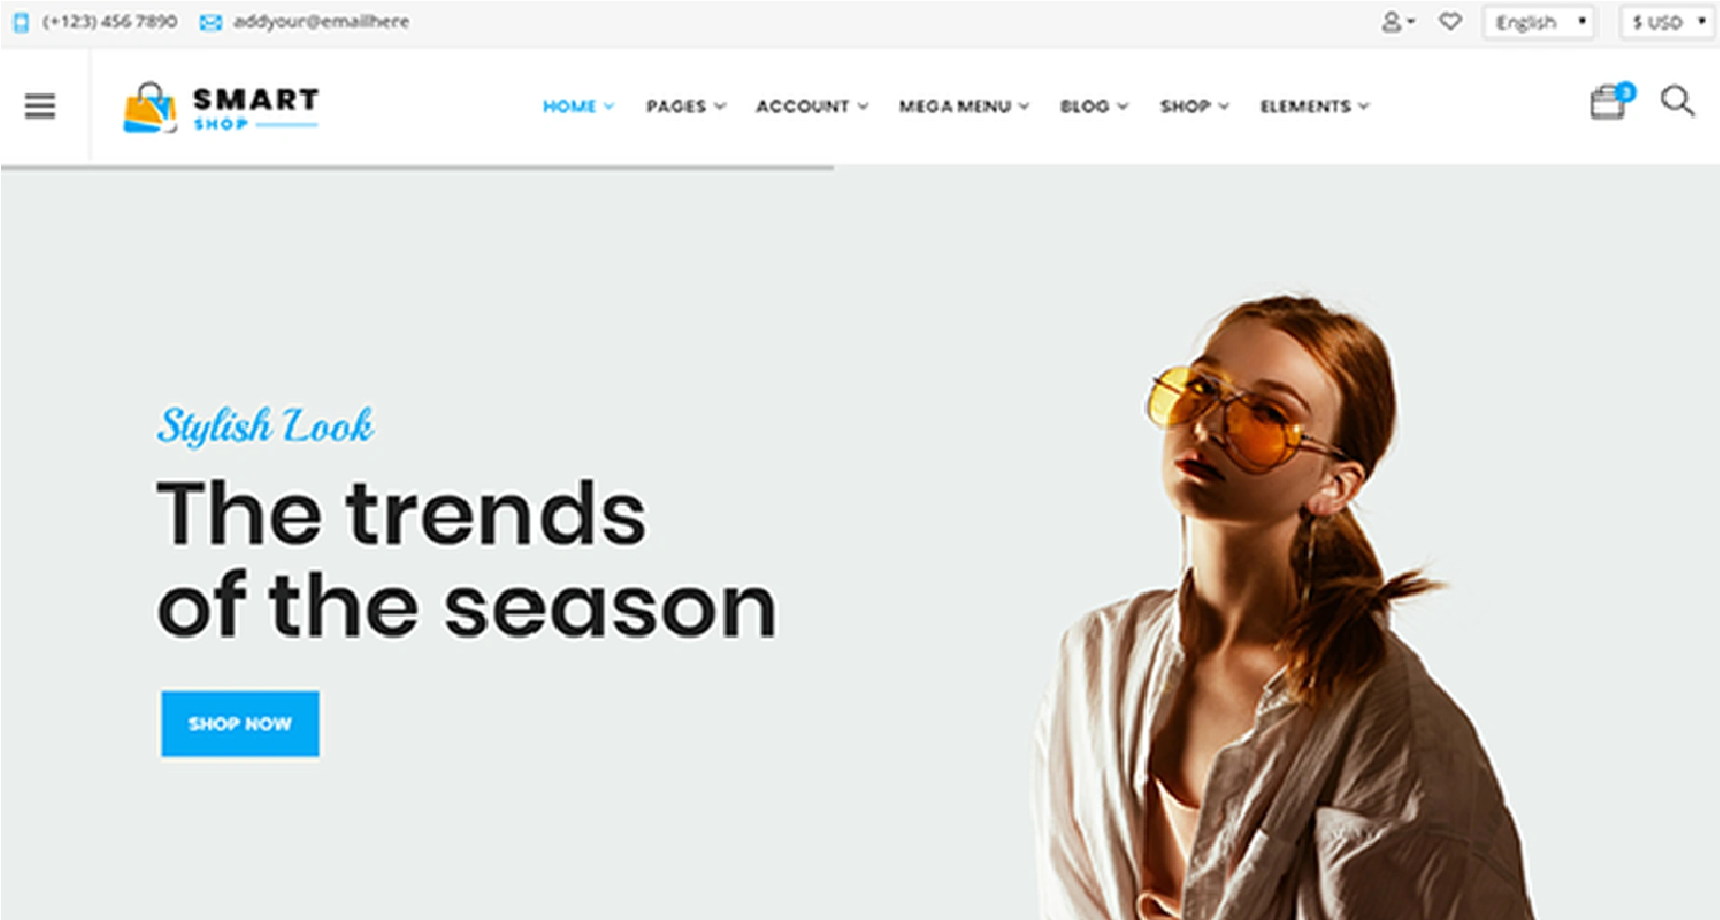 (+123) 456 7890 addyour@emailhere English $ USD
SMART
SHOP
HOME PAGES ACCOUNT MEGA MENU BLOG SHOP ELEMENTS
3
Stylish Look
The trends
of the season
SHOP NOW